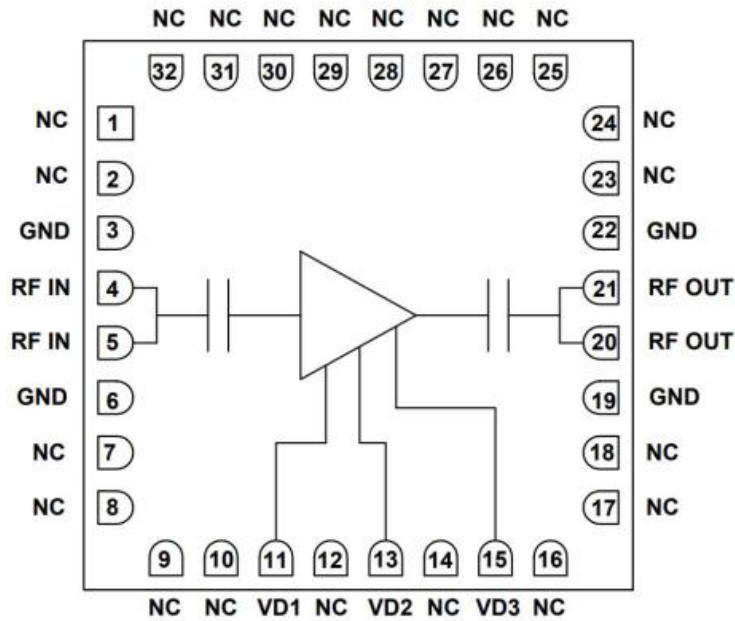 NC NC NC NC NC NC NC NC
32 31 30 29 28 27 26 25
NC 1 24 NC
NC 2 23 NC
GND 3 22 GND
RF IN 4 21 RF OUT
RF IN 5 20 RF OUT
GND 6 19 GND
NC 7 18 NC
NC 8 17 NC
9 10 11 12 13 14 15 16
NC NC VD1 NC VD2 NC VD3 NC